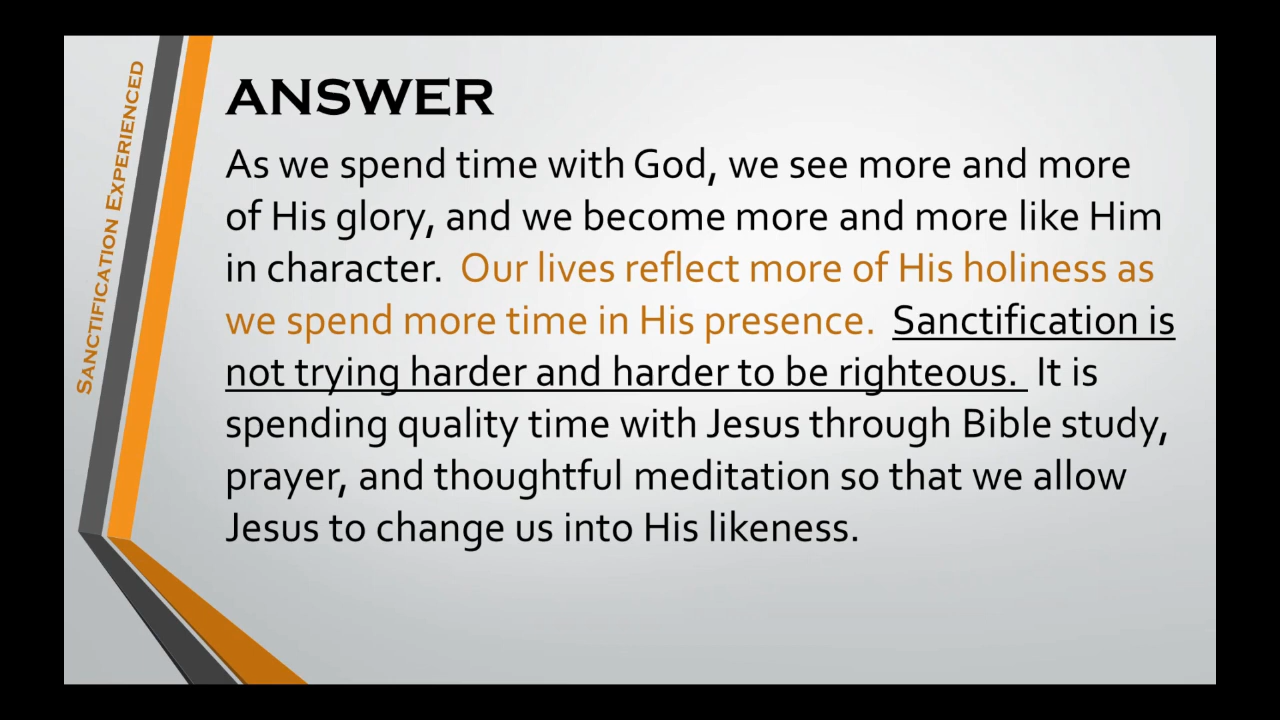 Sanctification Experienced
ANSWER
As we spend time with God, we see more and more
of His glory, and we become more and more like Him
in character. Our lives reflect more of His holiness as
we spend more time in His presence. Sanctification is
not trying harder and harder to be righteous. It is
spending quality time with Jesus through Bible study,
prayer, and thoughtful meditation so that we allow
Jesus to change us into His likeness.